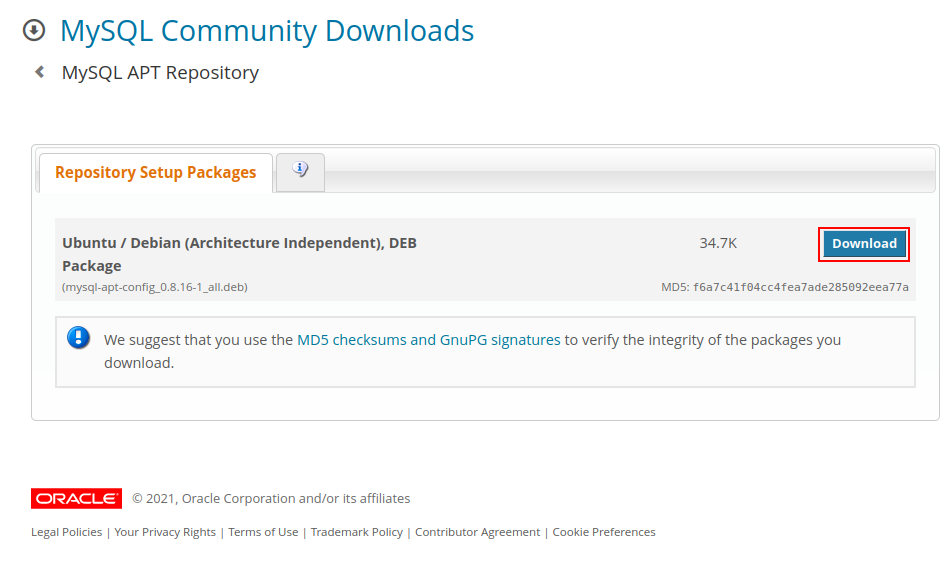 MySQL Community Downloads
MySQL APT Repository
Repository Setup Packages
Ubuntu / Debian (Architecture Independent), DEB
Package
34.7K
Download
(mysql-apt-config_0.8.16-1_all.deb)
MD5: f6a7c41f04cc4fea7ade285092eea77a
We suggest that you use the MD5 checksums and GnuPG signatures to verify the integrity of the packages you
download.
ORACLE © 2021, Oracle Corporation and/or its affiliates
Legal Policies | Your Privacy Rights | Terms of Use | Trademark Policy | Contributor Agreement | Cookie Preferences